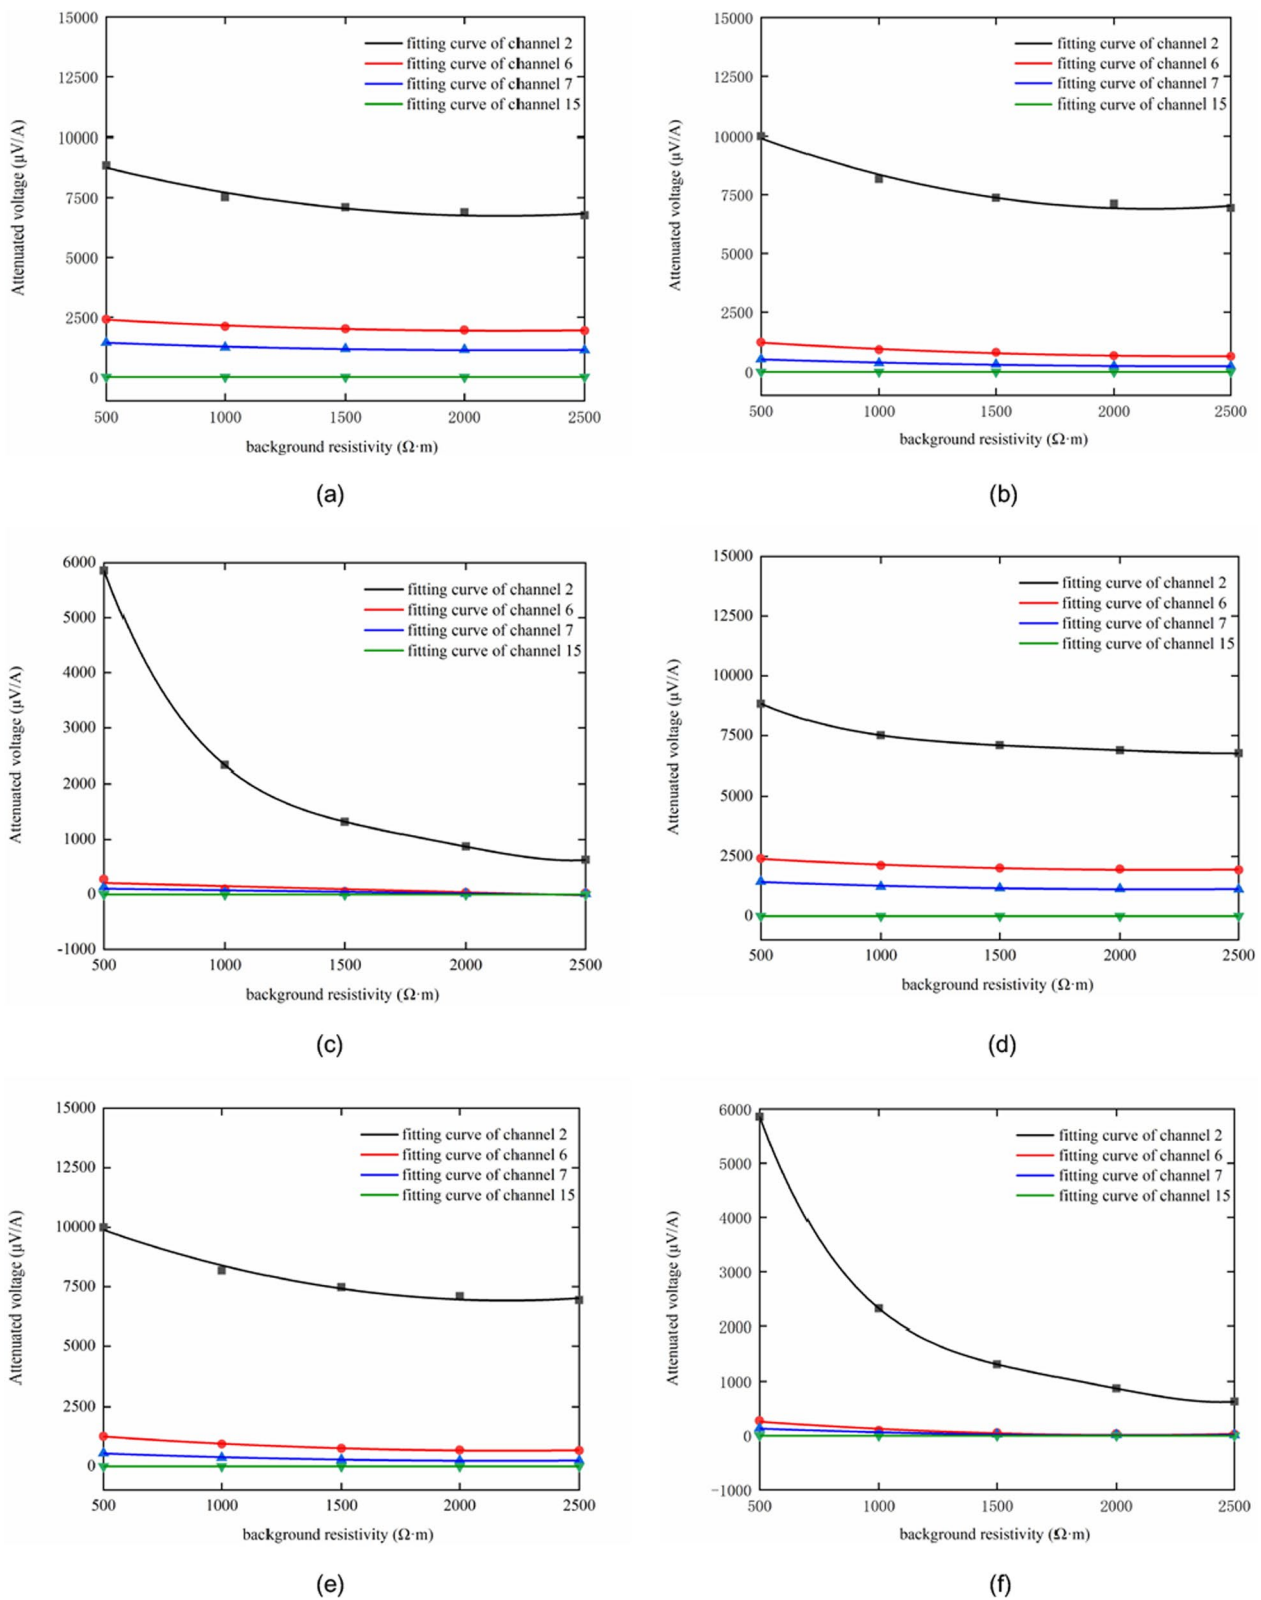 15000
12500
10000
7500
5000
2500
0
Attenuated voltage (μV/A)
fitting curve of channel 2
fitting curve of channel 6
fitting curve of channel 7
fitting curve of channel 15
500 1000 1500 2000 2500
background resistivity (Ω·m)
(a)
15000
12500
10000
7500
5000
2500
0
Attenuated voltage (μV/A)
fitting curve of channel 2
fitting curve of channel 6
fitting curve of channel 7
fitting curve of channel 15
500 1000 1500 2000 2500
background resistivity (Ω·m)
(b)
6000
5000
4000
3000
2000
1000
0
-1000
Attenuated voltage (μV/A)
fitting curve of channel 2
fitting curve of channel 6
fitting curve of channel 7
fitting curve of channel 15
500 1000 1500 2000 2500
background resistivity (Ω·m)
(c)
15000
12500
10000
7500
5000
2500
0
Attenuated voltage (μV/A)
fitting curve of channel 2
fitting curve of channel 6
fitting curve of channel 7
fitting curve of channel 15
500 1000 1500 2000 2500
background resistivity (Ω·m)
(d)
15000
12500
10000
7500
5000
2500
0
Attenuated voltage (μV/A)
fitting curve of channel 2
fitting curve of channel 6
fitting curve of channel 7
fitting curve of channel 15
500 1000 1500 2000 2500
background resistivity (Ω·m)
(e)
6000
5000
4000
3000
2000
1000
0
−1000
Attenuated voltage (μV/A)
fitting curve of channel 2
fitting curve of channel 6
fitting curve of channel 7
fitting curve of channel 15
500 1000 1500 2000 2500
background resistivity (Ω·m)
(f)